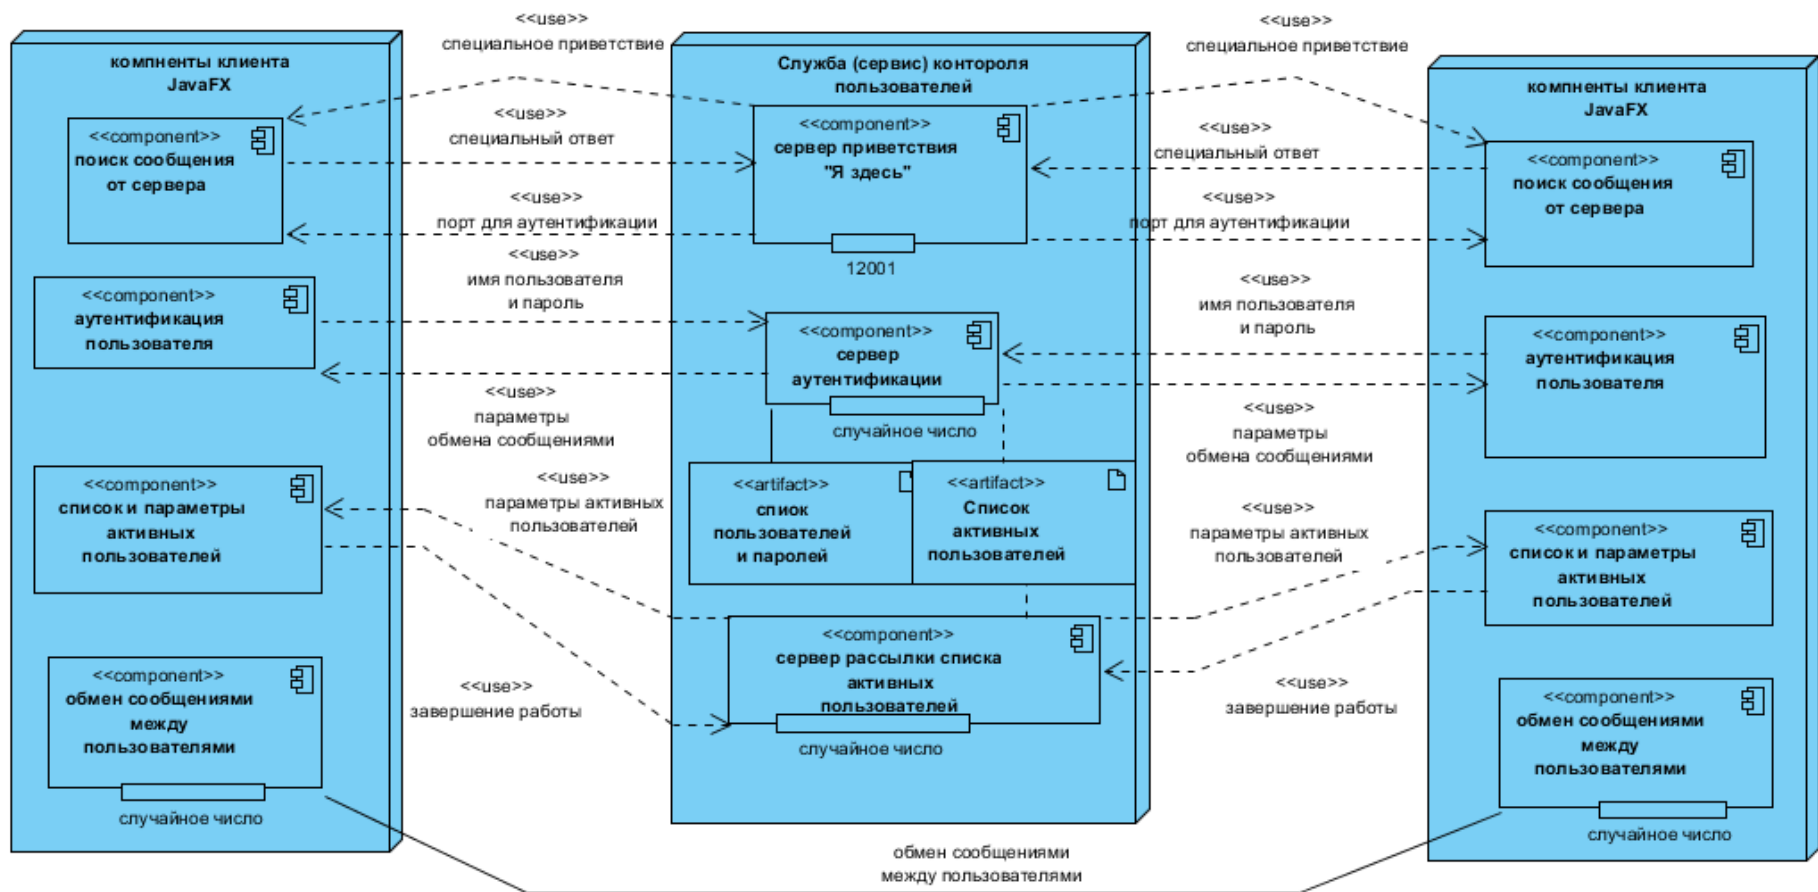 <<use>>
специальное приветствие
<<use>>
специальное приветствие
компненты клиента
JavaFX
Служба (сервис) контороля
пользователей
компненты клиента
JavaFX
<<component>>
поиск сообщения
от сервера
<<use>>
специальный ответ
<<use>>
порт для аутентификации
<<component>>
сервер приветствия
"Я здесь"
12001
<<use>>
специальный ответ
<<use>>
порт для аутентификации
<<component>>
поиск сообщения
от сервера
<<component>>
аутентификация
пользователя
<<use>>
имя пользователя
и пароль
<<component>>
сервер
аутентификации
случайное число
<<use>>
имя пользователя
и пароль
<<component>>
аутентификация
пользователя
<<use>>
параметры
обмена сообщениями
<<use>>
параметры
обмена сообщениями
<<component>>
список и параметры
активных
пользователей
<<use>>
параметры активных
пользователей
<<artifact>>
спиок
пользователей
и паролей
<<artifact>>
Список
активных
пользователей
<<use>>
параметры активных
пользователей
<<component>>
список и параметры
активных
пользователей
<<component>>
обмен сообщениями
между
пользователями
случайное число
<<use>>
завершение работы
<<component>>
сервер рассылки списка
активных
пользователей
случайное число
<<use>>
завершение работы
<<component>>
обмен сообщениями
между
пользователями
случайное число
обмен сообщениями
между пользователями